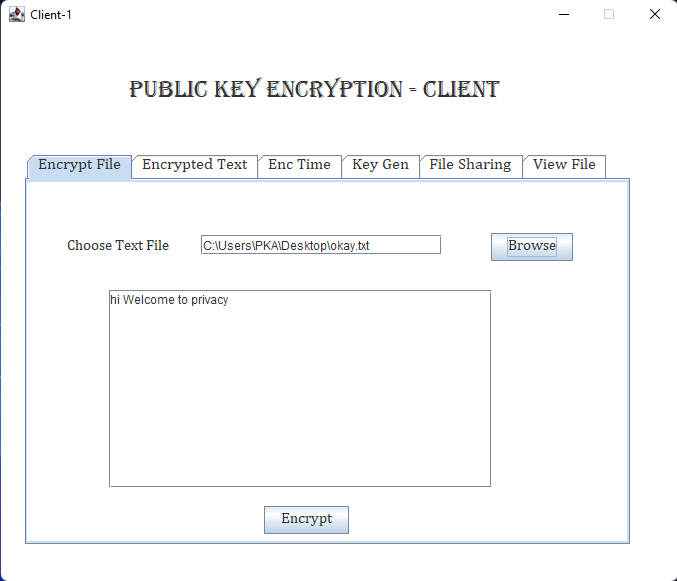 Client-1
PUBLIC KEY ENCRYPTION - CLIENT
Encrypt File Encrypted Text Enc Time Key Gen File Sharing View File
Choose Text File C:\Users\PKA\Desktop\okay.txt Browse
hi Welcome to privacy
Encrypt